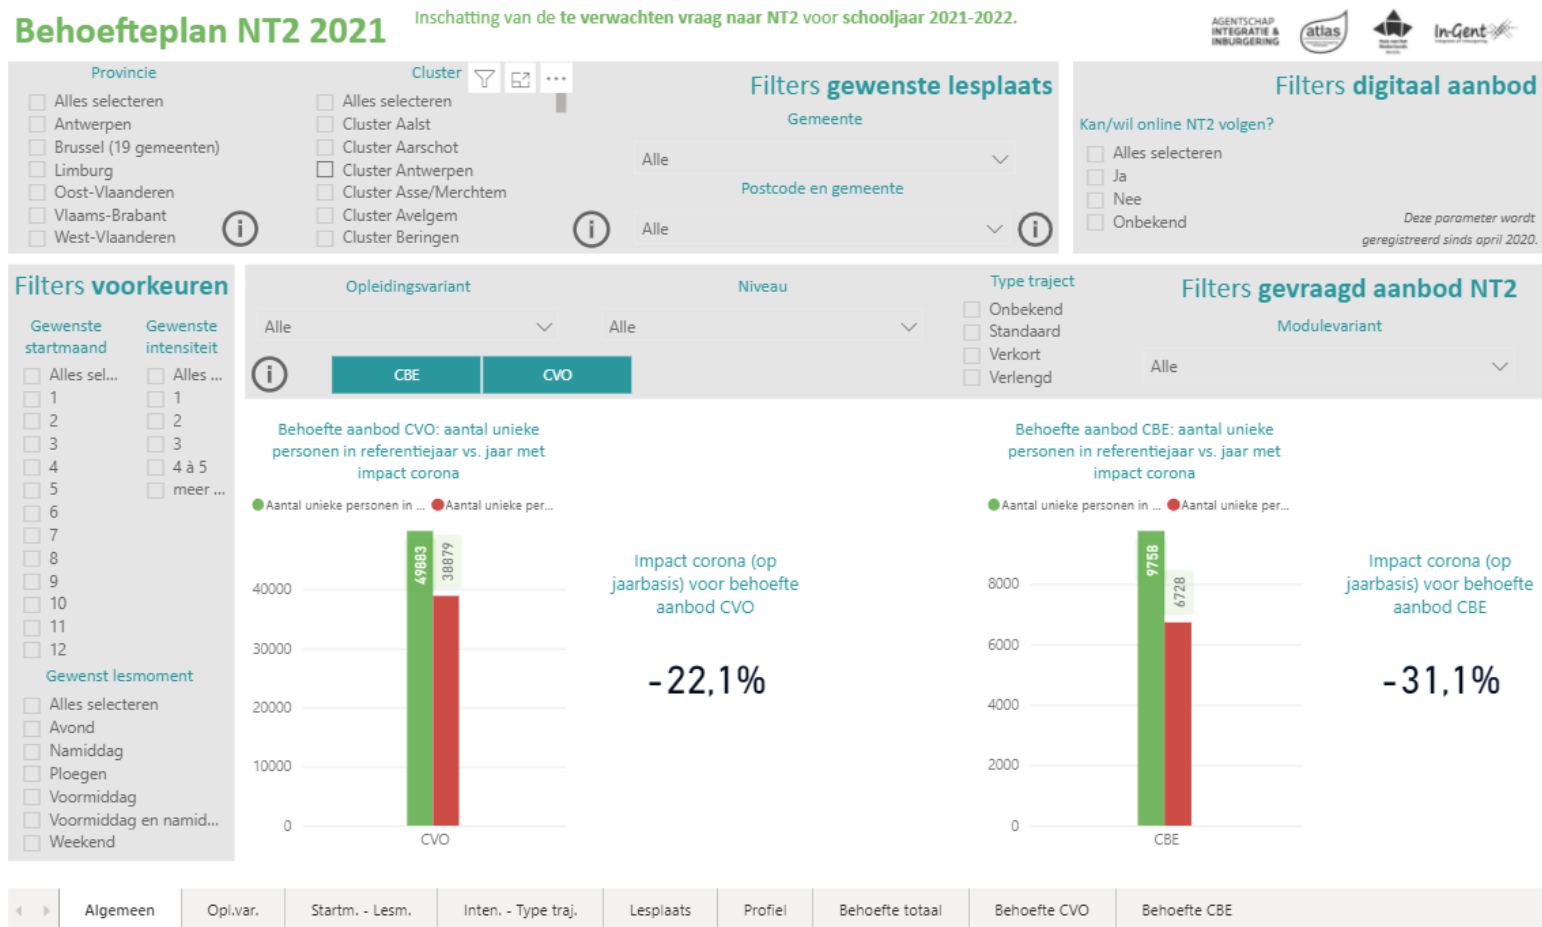 Behoefteplan NT2 2021
Inschatting van de te verwachten vraag naar NT2 voor schooljaar 2021-2022.
AGENTSCHAP
INTEGRATIE &
INBURGERING
atlas
In-Gent
Provincie
Alles selecteren
Antwerpen
Brussel (19 gemeenten)
Limburg
Oost-Vlaanderen
Vlaams-Brabant
West-Vlaanderen
Cluster
Alles selecteren
Cluster Aalst
Cluster Aarschot
Cluster Antwerpen
Cluster Asse/Merchtem
Cluster Avelgem
Cluster Beringen
Filters gewenste lesplaats
Gemeente
Alle
Postcode en gemeente
Alle
Filters digitaal aanbod
Kan/wil online NT2 volgen?
Alles selecteren
Ja
Nee
Onbekend
Deze parameter wordt
geregistreerd sinds april 2020.
Filters voorkeuren
Gewenste
startmaand
Alles sel...
1
2
3
4
5
6
7
8
9
10
11
12
Gewenste
intensiteit
Alles ...
1
2
3
4 à 5
meer ...
Gewenst lesmoment
Alles selecteren
Avond
Namiddag
Ploegen
Voormiddag
Voormiddag en namid...
Weekend
Opleidingsvariant
Alle
CBE
CVO
Niveau
Alle
Type traject
Onbekend
Standaard
Verkort
Verlengd
Filters gevraagd aanbod NT2
Modulevariant
Alle
Behoefte aanbod CVO: aantal unieke
personen in referentiejaar vs. jaar met
impact corona
Aantal unieke personen in ... Aantal unieke per...
49883
38879
40000
30000
20000
10000
0
CVO
Impact corona (op
jaarbasis) voor behoefte
aanbod CVO
-22,1%
Behoefte aanbod CBE: aantal unieke
personen in referentiejaar vs. jaar met
impact corona
Aantal unieke personen in ... Aantal unieke per...
9758
6728
8000
6000
4000
2000
0
CBE
Impact corona (op
jaarbasis) voor behoefte
aanbod CBE
-31,1%
Algemeen
Opl.var.
Startm. - Lesm.
Inten. - Type traj.
Lesplaats
Profiel
Behoefte totaal
Behoefte CVO
Behoefte CBE